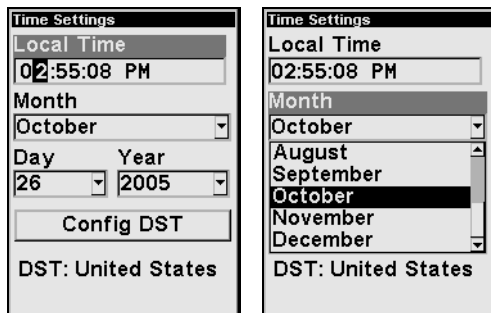 Time Settings
Local Time
02:55:08 PM
Month
October
Day Year
26 2005
Config DST
DST: United States
Time Settings
Local Time
02:55:08 PM
Month
October
August
September
October
November
December
DST: United States